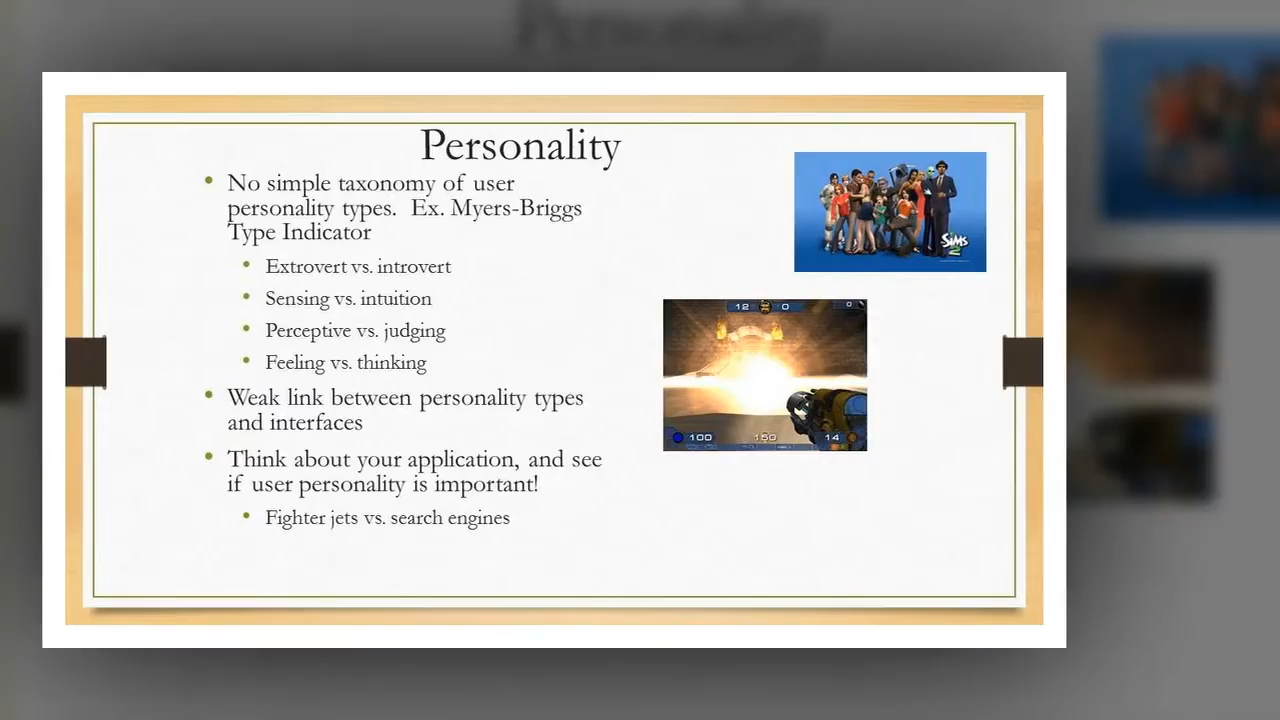 Personality
No simple taxonomy of user
personality types.  Ex. Myers-Briggs
Type Indicator
Extrovert vs. introvert
Sensing vs. intuition
Perceptive vs. judging
Feeling vs. thinking
Weak link between personality types
and interfaces
Think about your application, and see
if user personality is important!
Fighter jets vs. search engines
Sims
2
12 0
0
100 150 14